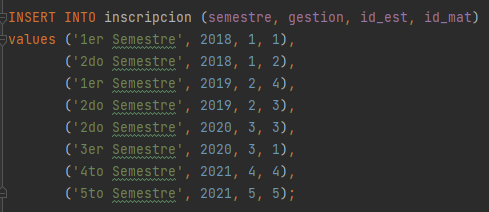 INSERT INTO inscripcion (semestre, gestion, id_est, id_mat)
values ('1er Semestre', 2018, 1, 1),
('2do Semestre', 2018, 1, 2),
('1er Semestre', 2019, 2, 4),
('2do Semestre', 2019, 2, 3),
('2do Semestre', 2020, 3, 3),
('3er Semestre', 2020, 3, 1),
('4to Semestre', 2021, 4, 4),
('5to Semestre', 2021, 5, 5);